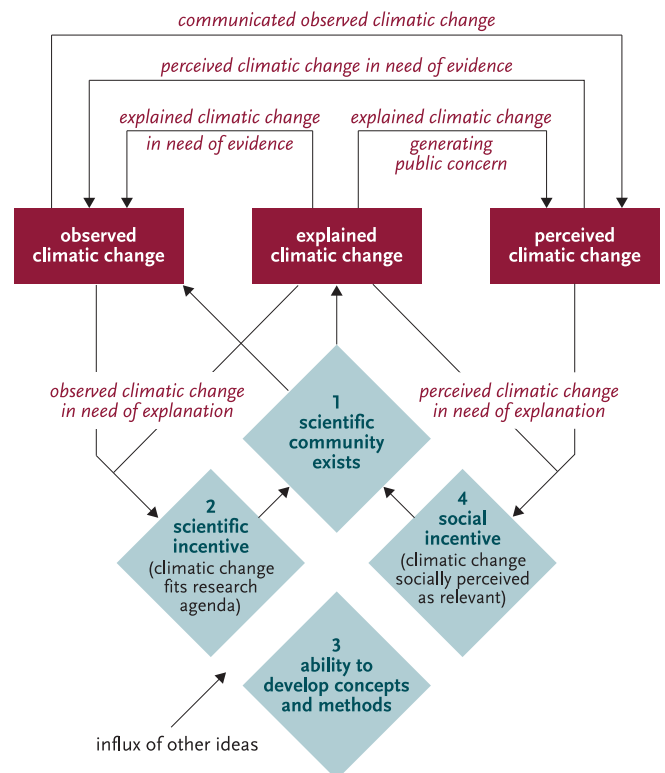 communicated observed climatic change
perceived climatic change in need of evidence
explained climatic change
in need of evidence
explained climatic change
generating
public concern
observed
climatic change
explained
climatic change
perceived
climatic change
observed climatic change
in need of explanation
perceived climatic change
in need of explanation
1
scientific
community
exists
2
scientific
incentive
(climatic change
fits research
agenda)
4
social
incentive
(climatic change
socially perceived
as relevant)
3
ability to
develop concepts
and methods
influx of other ideas